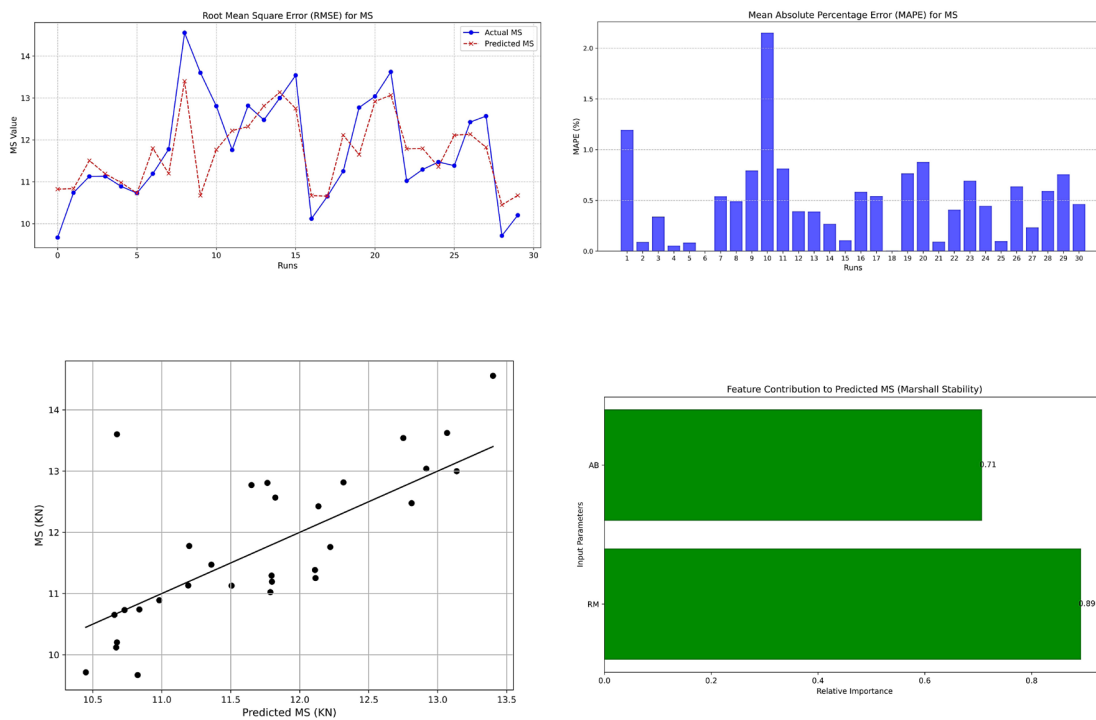 Root Mean Square Error (RMSE) for MS
Actual MS
Predicted MS
MS Value
14
13
12
11
10
0 5 10 15 20 25 30
Runs
Mean Absolute Percentage Error (MAPE) for MS
MAPE (%)
2.0
1.5
1.0
0.5
0.0
1 2 3 4 5 6 7 8 9 10 11 12 13 14 15 16 17 18 19 20 21 22 23 24 25 26 27 28 29 30
Runs
MS (KN)
14
13
12
11
10
10.5 11.0 11.5 12.0 12.5 13.0 13.5
Predicted MS (KN)
Feature Contribution to Predicted MS (Marshall Stability)
Input Parameters
AB
0.71
RM
0.89
0.0 0.2 0.4 0.6 0.8
Relative Importance